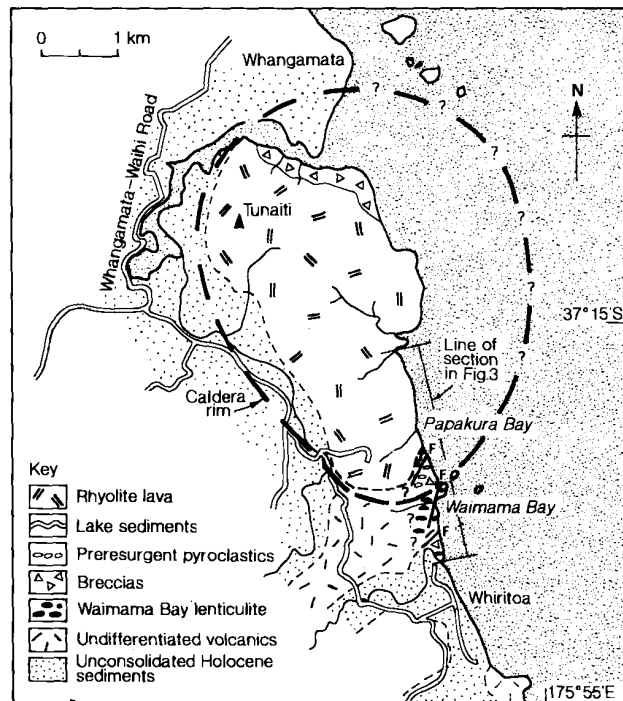 0 1 km
Whangamata
N
Whangamata-Waihi Road
Tunaiti
37°15'S
Line of
section
in Fig.3
Caldera
rim
Papakura Bay
F
F
Waimama Bay
F
Whiritoa
Key
Rhyolite lava
Lake sediments
Preresurgent pyroclastics
Breccias
Waimama Bay lenticulite
Undifferentiated volcanics
Unconsolidated Holocene
sediments
175°55'E
? ? ? ? ? ? ? ? ?